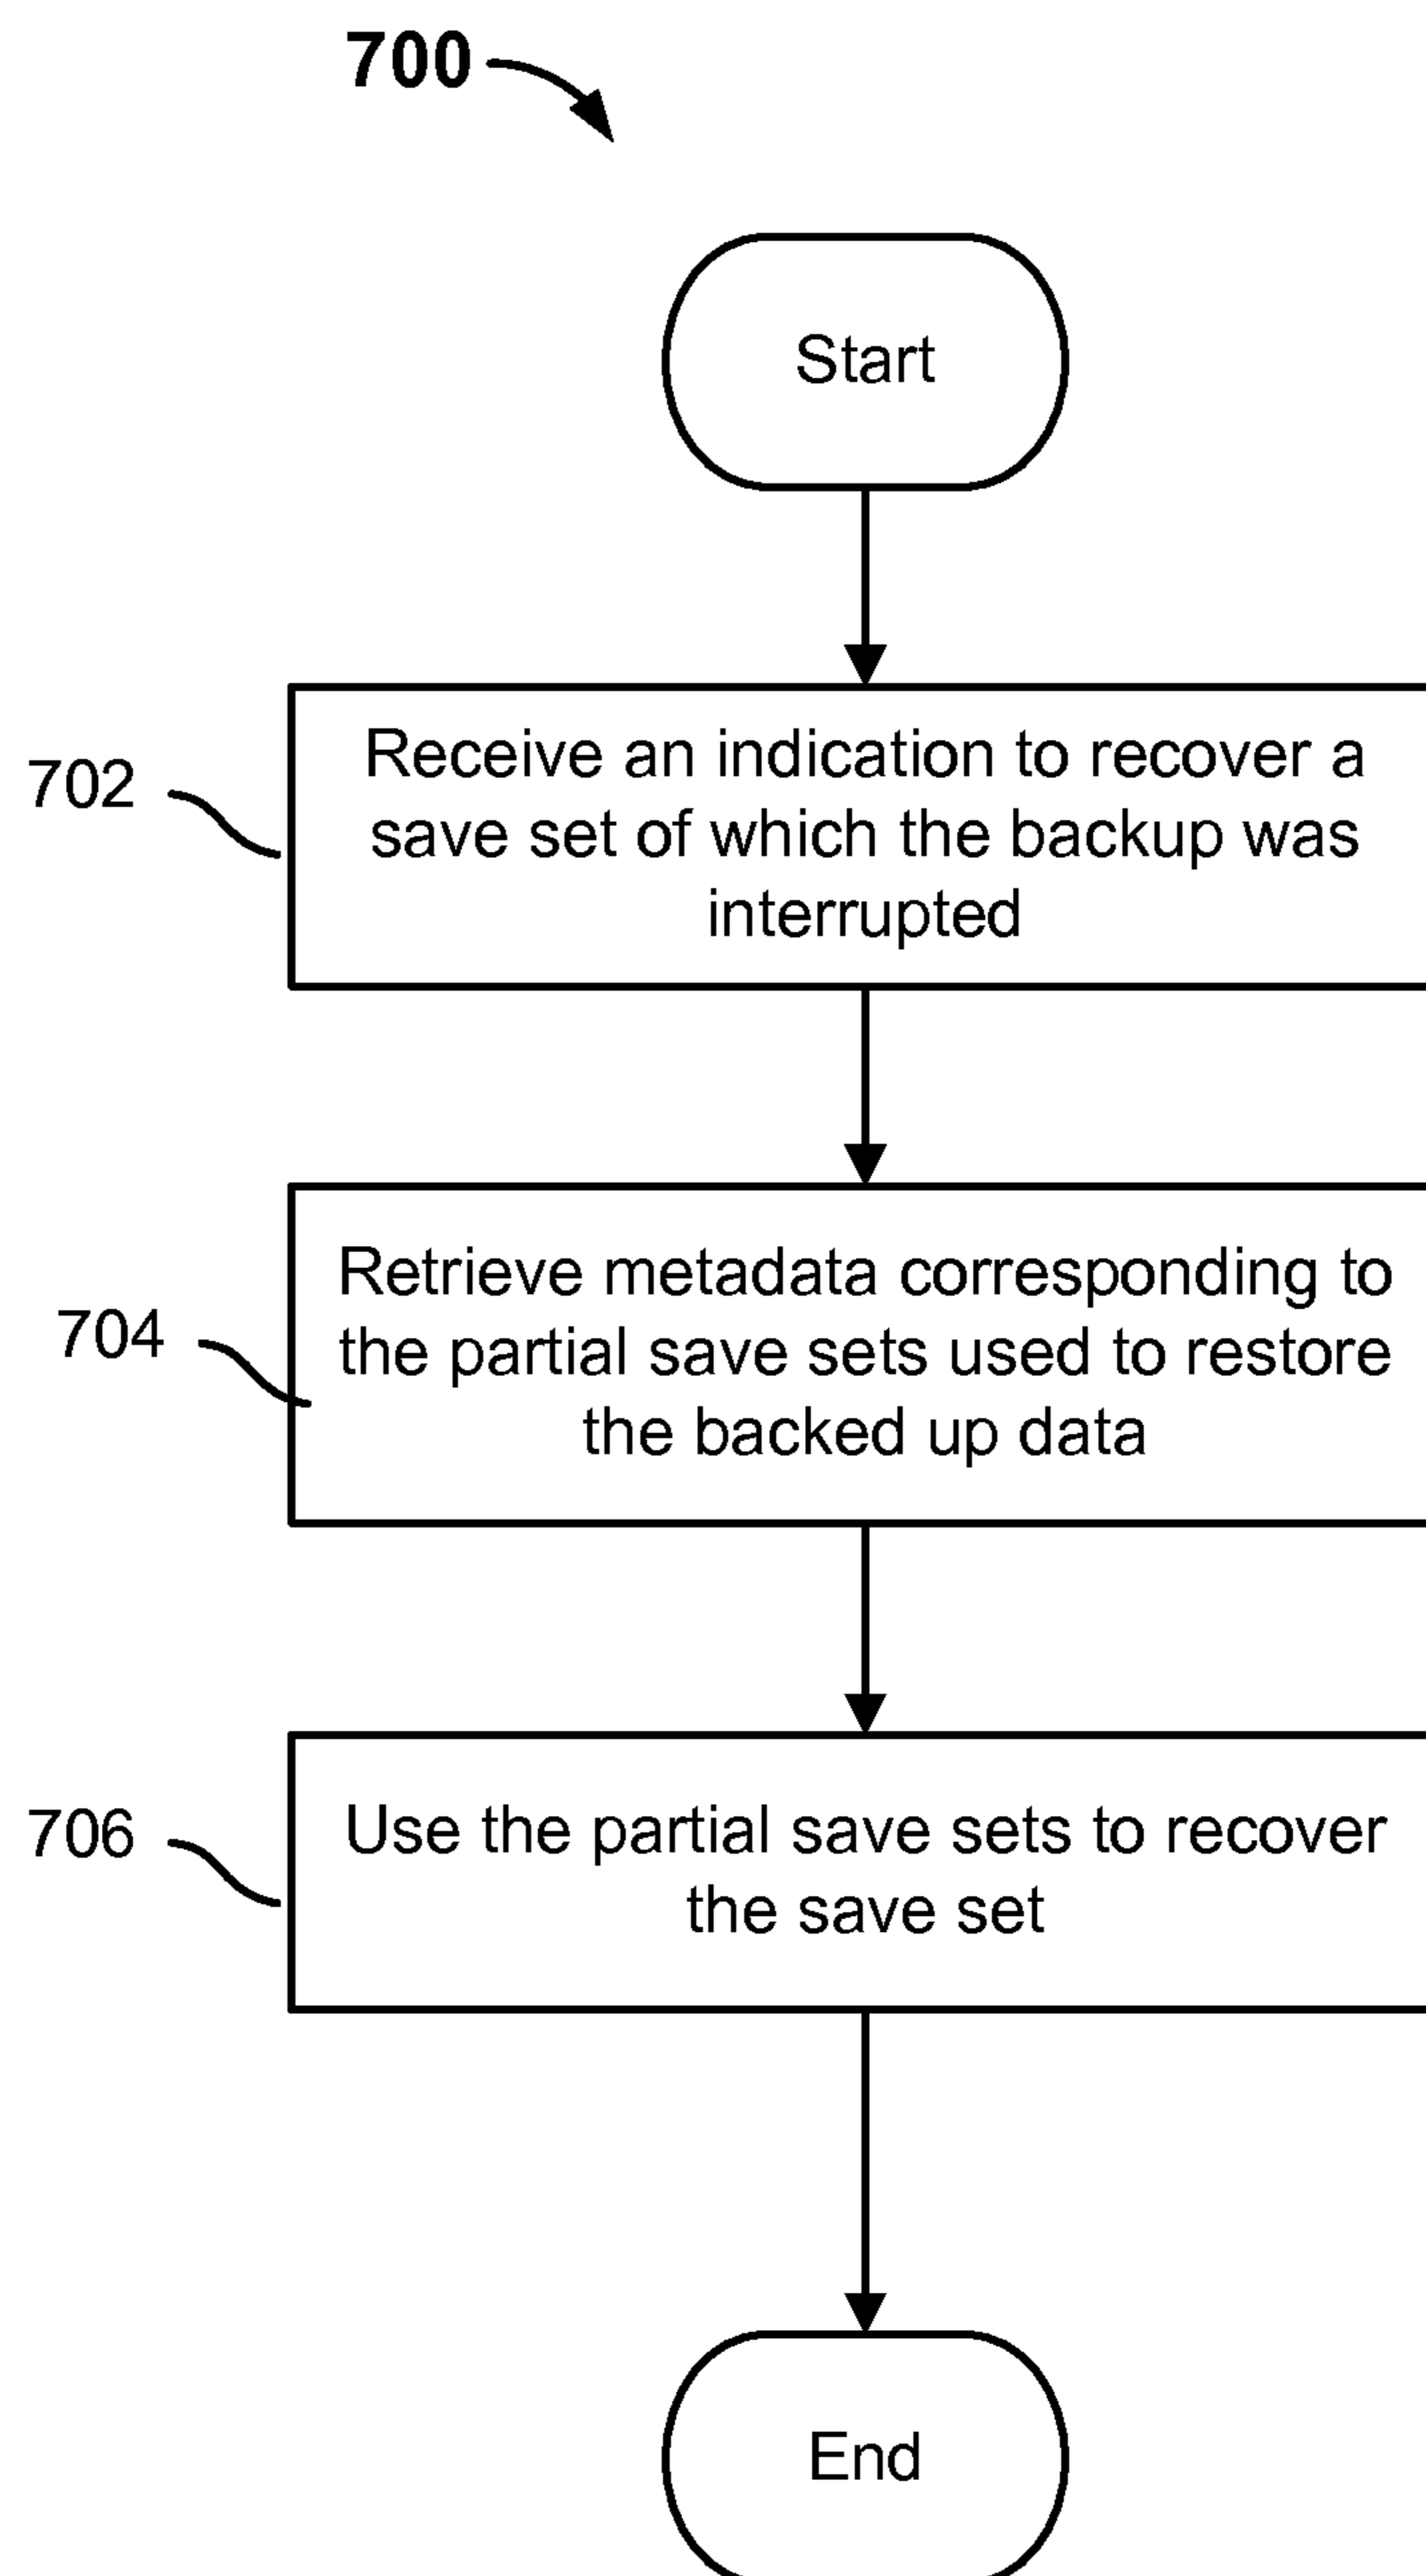 700
Start
702
Receive an indication to recover a
save set of which the backup was
interrupted
704
Retrieve metadata corresponding to
the partial save sets used to restore
the backed up data
706
Use the partial save sets to recover
the save set
End